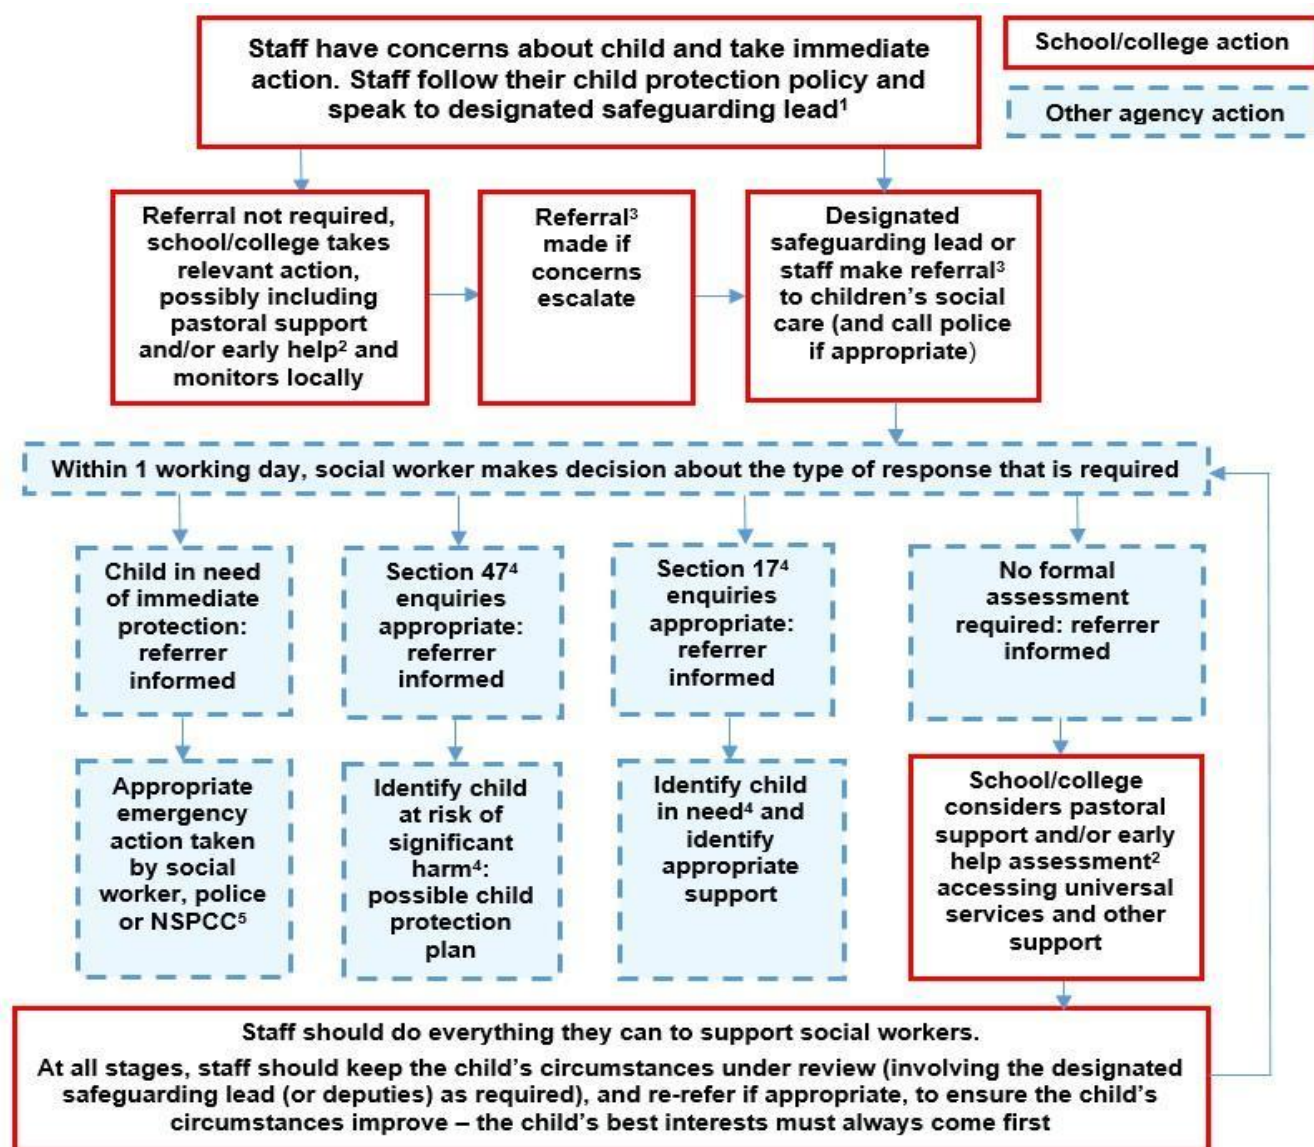 Staff have concerns about child and take immediate
action. Staff follow their child protection policy and
speak to designated safeguarding lead¹
School/college action
Other agency action
Referral not required,
school/college takes
relevant action,
possibly including
pastoral support
and/or early help² and
monitors locally
Referral³
made if
concerns
escalate
Designated
safeguarding lead or
staff make referral³
to children’s social
care (and call police
if appropriate)
Within 1 working day, social worker makes decision about the type of response that is required
Child in need
of immediate
protection:
referrer
informed
Section 47⁴
enquiries
appropriate:
referrer
informed
Section 17⁴
enquiries
appropriate:
referrer
informed
No formal
assessment
required: referrer
informed
Appropriate
emergency
action taken
by social
worker, police
or NSPCC⁵
Identify child
at risk of
significant
harm⁴:
possible child
protection
plan
Identify child
in need⁴ and
identify
appropriate
support
School/college
considers pastoral
support and/or early
help assessment²
accessing universal
services and other
support
Staff should do everything they can to support social workers.
At all stages, staff should keep the child’s circumstances under review (involving the designated
safeguarding lead (or deputies) as required), and re-refer if appropriate, to ensure the child’s
circumstances improve – the child’s best interests must always come first